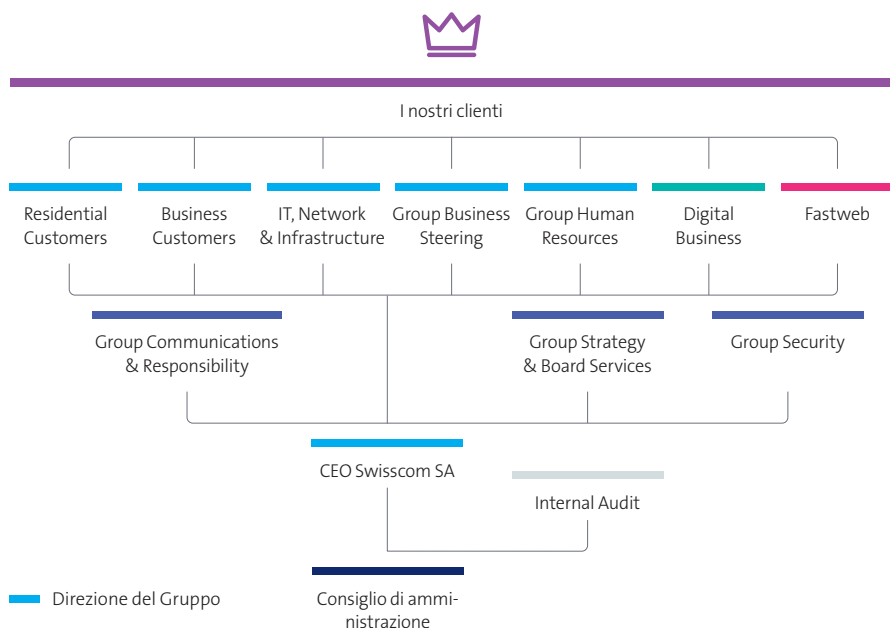 I nostri clienti
Residential
Customers
Business
Customers
IT, Network
& Infrastructure
Group Business
Steering
Group Human
Resources
Digital
Business
Fastweb
Group Communications
& Responsibility
Group Strategy
& Board Services
Group Security
CEO Swisscom SA
Internal Audit
Direzione del Gruppo
Consiglio di ammi-
nistrazione